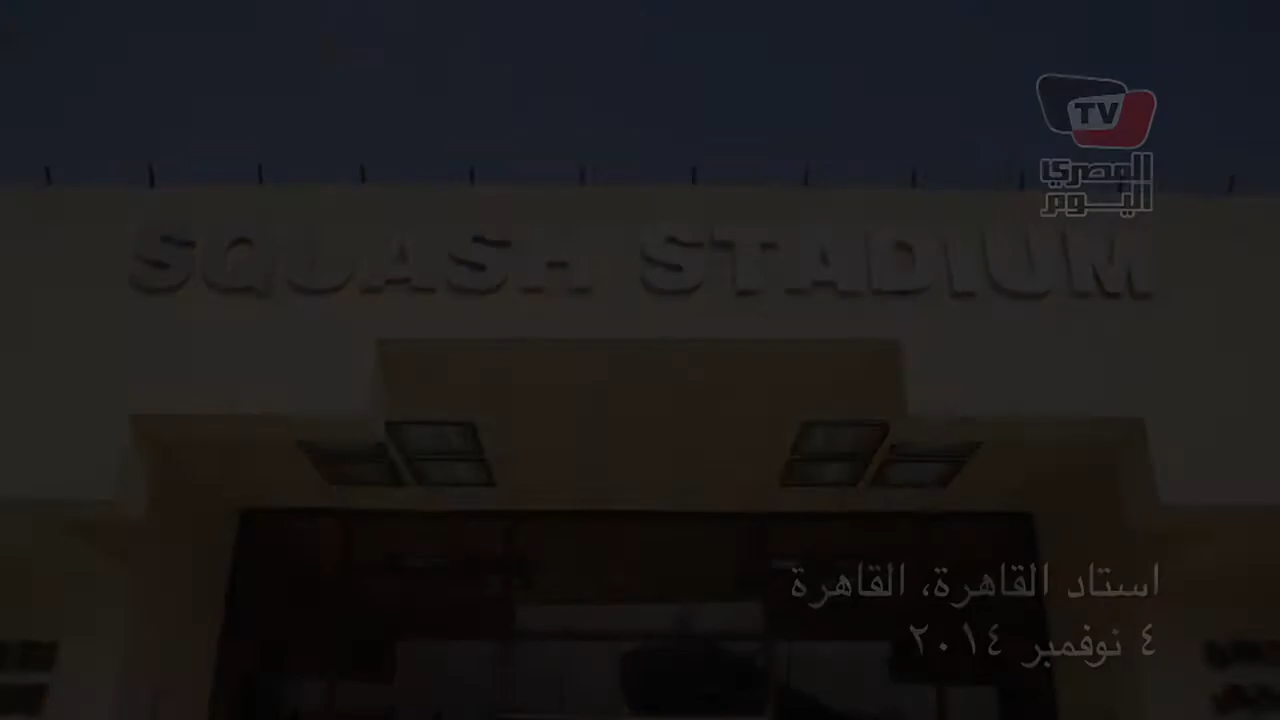 TV
المصري
اليوم
SQUASH STADIUM
استاد القاهرة، القاهرة
٤ نوفمبر ٢٠١٤